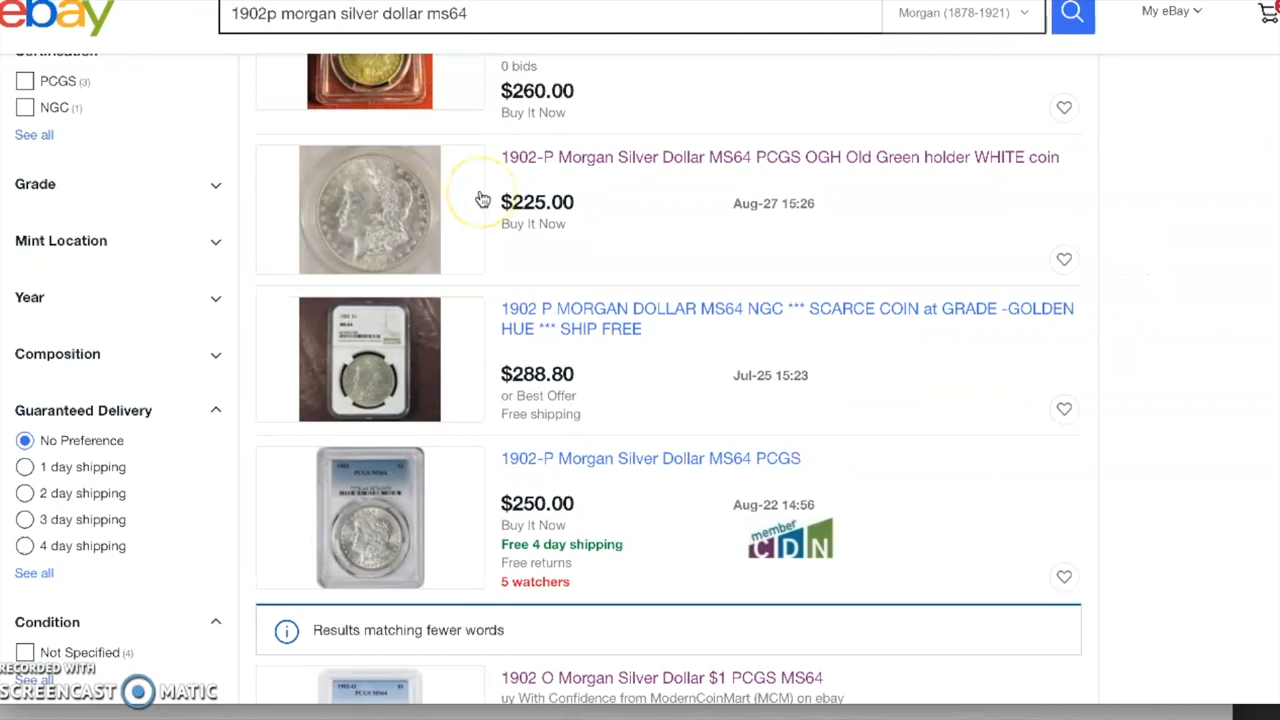 ebay
1902p morgan silver dollar ms64
Morgan (1878-1921)
My eBay
Certification
PCGS (3)
NGC (1)
See all
Grade
Mint Location
Year
Composition
Guaranteed Delivery
No Preference
1 day shipping
2 day shipping
3 day shipping
4 day shipping
See all
Condition
Not Specified (4)
See all
0 bids
$260.00
Buy It Now
1902-P Morgan Silver Dollar MS64 PCGS OGH Old Green holder WHITE coin
$225.00
Aug-27 15:26
Buy It Now
1902 P MORGAN DOLLAR MS64 NGC *** SCARCE COIN at GRADE -GOLDEN
HUE *** SHIP FREE
$288.80
Jul-25 15:23
or Best Offer
Free shipping
1902-P Morgan Silver Dollar MS64 PCGS
$250.00
Aug-22 14:56
Buy It Now
member
CDN
Free 4 day shipping
Free returns
5 watchers
Results matching fewer words
1902 O Morgan Silver Dollar $1 PCGS MS64
uy With Confidence from ModernCoinMart (MCM) on ebay
RECORDED WITH
SCREENCAST MATIC